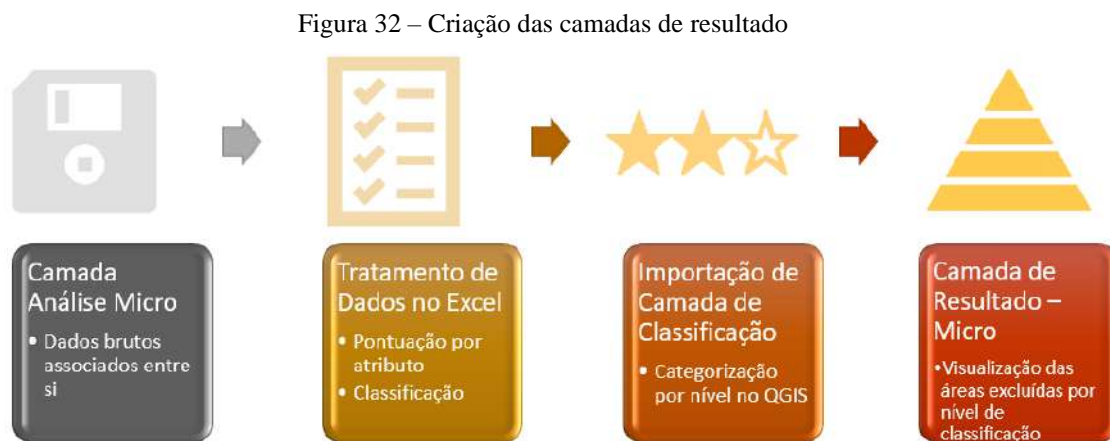 Figura 32 – Criação das camadas de resultado
Camada
Análise Micro
• Dados brutos
associados entre
si
Tratamento de
Dados no Excel
• Pontuação por
atributo
• Classificação
Importação de
Camada de
Classificação
• Categorização
por nível no QGIS
Camada de
Resultado –
Micro
•Visualização das
áreas excluídas por
nível de
classificação